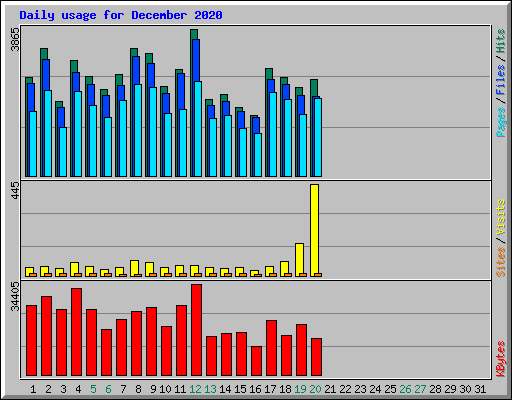 Daily usage for December 2020
3865
Pages / Files / Hits
445
Sites / Visits
34405
KBytes
1 2 3 4 5 6 7 8 9 10 11 12 13 14 15 16 17 18 19 20 21 22 23 24 25 26 27 28 29 30 31